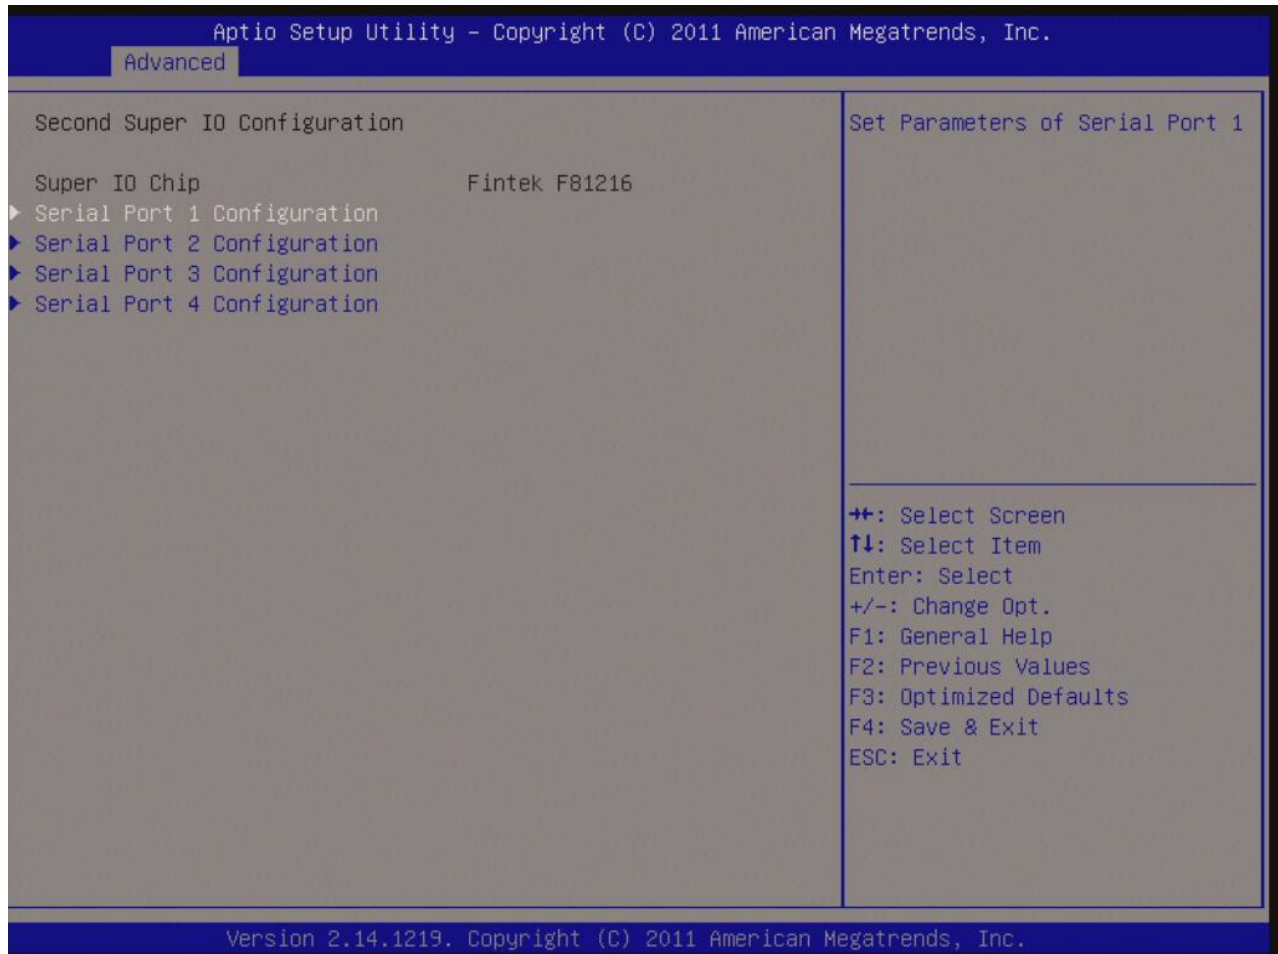 Aptio Setup Utility – Copyright (C) 2011 American Megatrends, Inc.
Advanced
Second Super IO Configuration
Super IO Chip Fintek F81216
▶ Serial Port 1 Configuration
▶ Serial Port 2 Configuration
▶ Serial Port 3 Configuration
▶ Serial Port 4 Configuration
Set Parameters of Serial Port 1
→←: Select Screen
↑↓: Select Item
Enter: Select
+/-: Change Opt.
F1: General Help
F2: Previous Values
F3: Optimized Defaults
F4: Save & Exit
ESC: Exit
Version 2.14.1219. Copyright (C) 2011 American Megatrends, Inc.